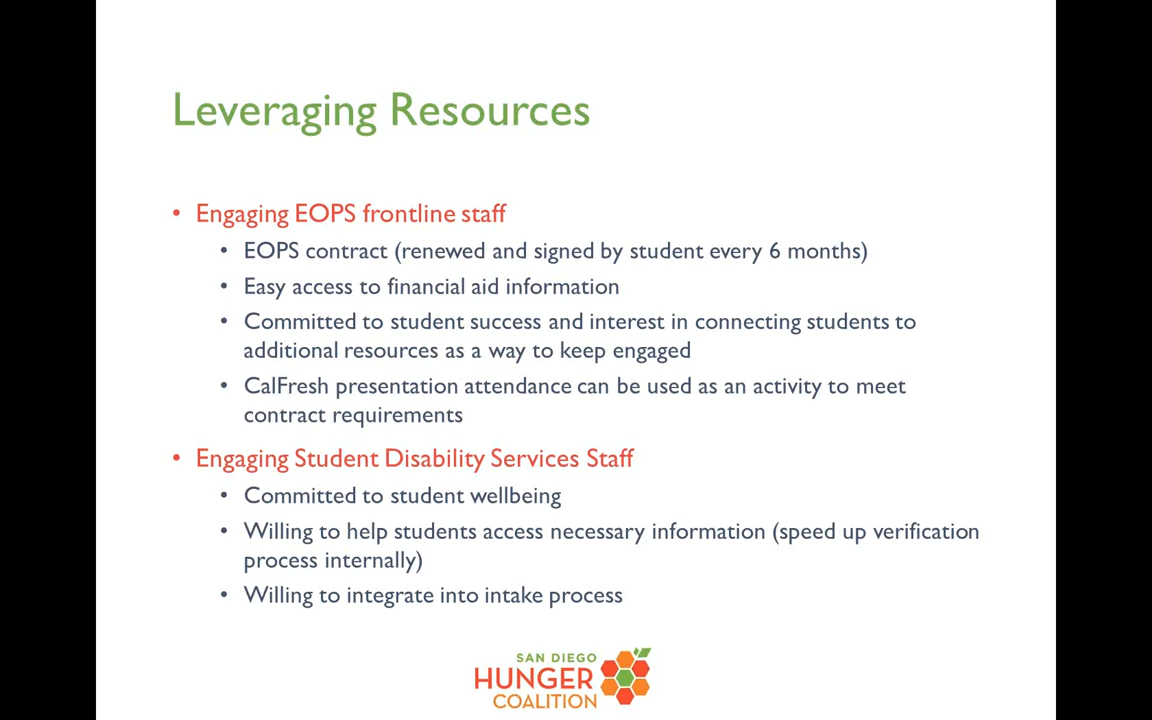 Leveraging Resources
• Engaging EOPS frontline staff
• EOPS contract (renewed and signed by student every 6 months)
• Easy access to financial aid information
• Committed to student success and interest in connecting students to
additional resources as a way to keep engaged
• CalFresh presentation attendance can be used as an activity to meet
contract requirements
• Engaging Student Disability Services Staff
• Committed to student wellbeing
• Willing to help students access necessary information (speed up verification
process internally)
• Willing to integrate into intake process
SAN DIEGO
HUNGER
COALITION